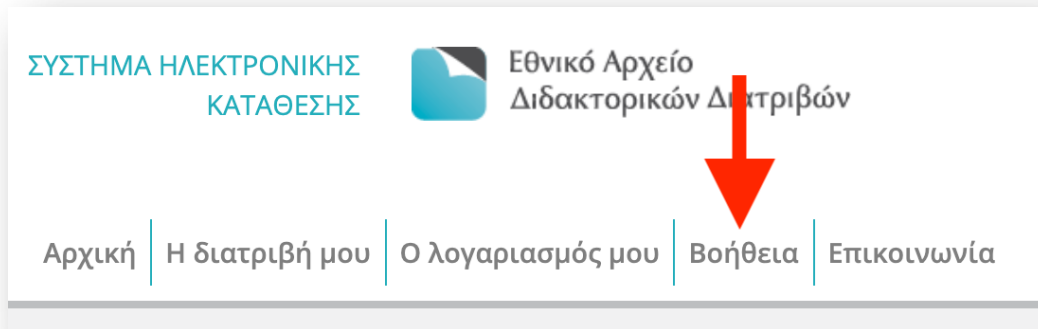 ΣΥΣΤΗΜΑ ΗΛΕΚΤΡΟΝΙΚΗΣ
ΚΑΤΑΘΕΣΗΣ
Εθνικό Αρχείο
Διδακτορικών Διατριβών
Αρχική Η διατριβή μου Ο λογαριασμός μου Βοήθεια Επικοινωνία